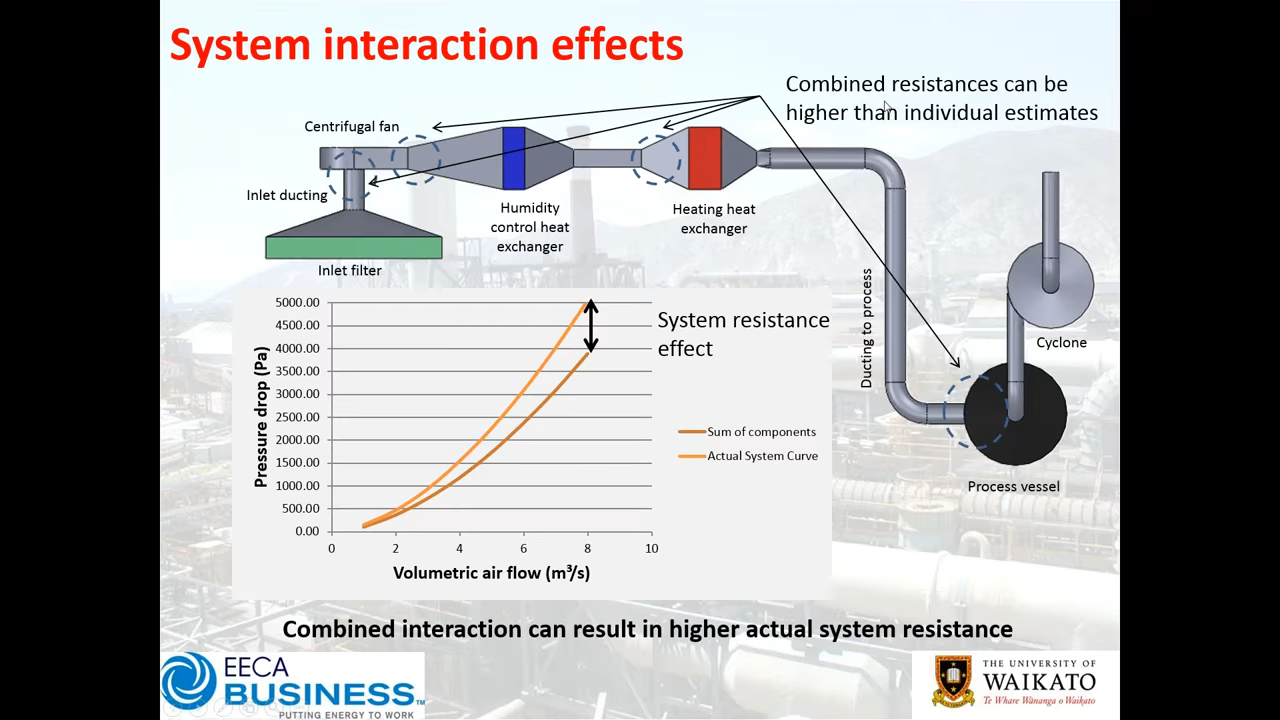 System interaction effects
Combined resistances can be
higher than individual estimates
Centrifugal fan
Inlet ducting
Humidity
control heat
exchanger
Heating heat
exchanger
Inlet filter
Ducting to process
Cyclone
Process vessel
5000.00
4500.00
4000.00
3500.00
3000.00
2500.00
2000.00
1500.00
1000.00
500.00
0.00
Pressure drop (Pa)
0 2 4 6 8 10
Volumetric air flow (m³/s)
System resistance
effect
Sum of components
Actual System Curve
Combined interaction can result in higher actual system resistance
EECA
BUSINESS™
PUTTING ENERGY TO WORK
THE UNIVERSITY OF
WAIKATO
Te Whare Wānanga o Waikato